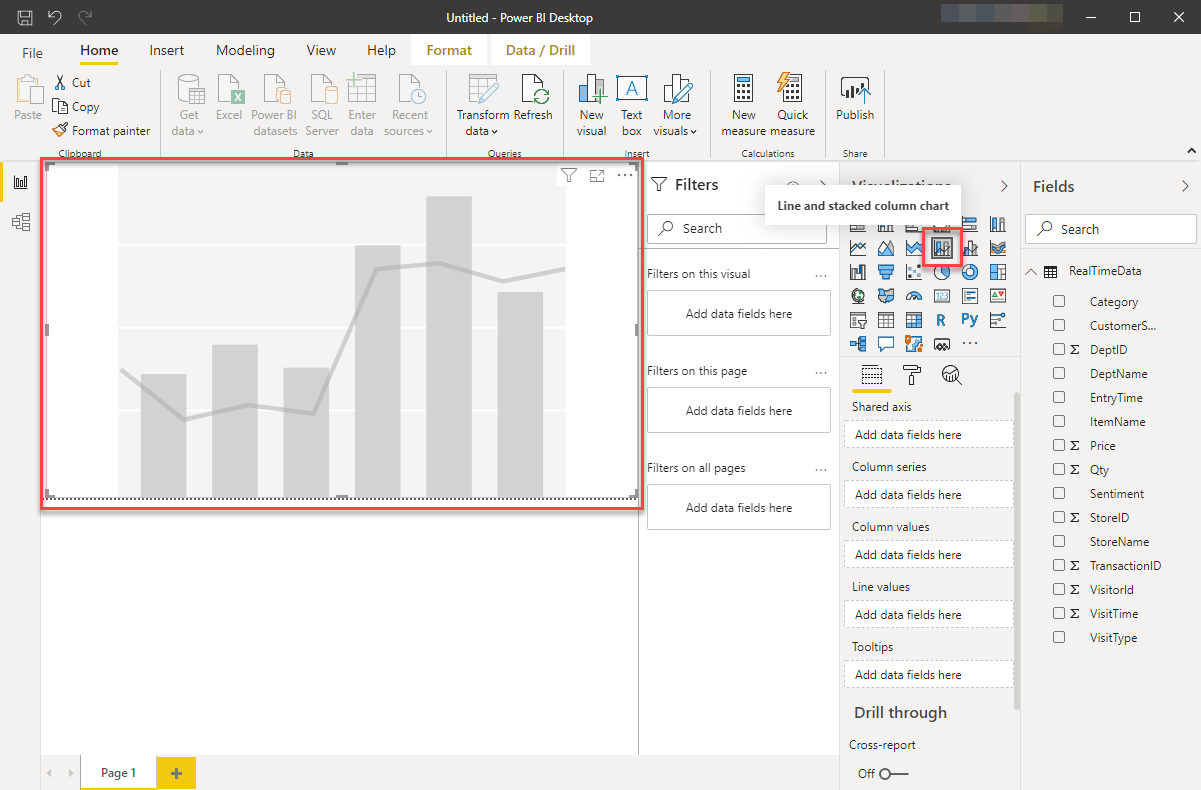 Untitled - Power BI Desktop
File
Home
Insert
Modeling
View
Help
Format
Data / Drill
Paste
Cut
Copy
Format painter
Clipboard
Get
data
Excel
Power BI
datasets
SQL
Server
Enter
data
Recent
sources
Data
Transform
data
Refresh
Queries
New
visual
A
Text
box
More
visuals
Insert
New
measure
Quick
measure
Calculations
Publish
Share
Filters
Search
Filters on this visual
Add data fields here
Filters on this page
Add data fields here
Filters on all pages
Add data fields here
Line and stacked column chart
123
R
Py
Shared axis
Add data fields here
Column series
Add data fields here
Column values
Add data fields here
Line values
Add data fields here
Tooltips
Add data fields here
Drill through
Cross-report
Off
Fields
Search
RealTimeData
Category
CustomerS...
Σ DeptID
DeptName
EntryTime
ItemName
Σ Price
Σ Qty
Sentiment
Σ StoreID
StoreName
Σ TransactionID
Σ VisitorId
Σ VisitTime
VisitType
Page 1